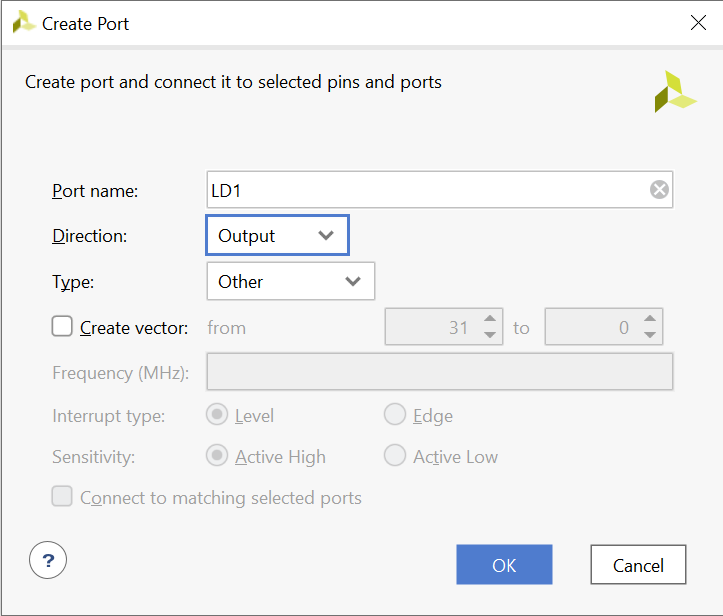 Create Port
Create port and connect it to selected pins and ports
Port name: LD1
Direction: Output
Type: Other
Create vector: from 31 to 0
Frequency (MHz):
Interrupt type: Level Edge
Sensitivity: Active High Active Low
Connect to matching selected ports
? OK Cancel